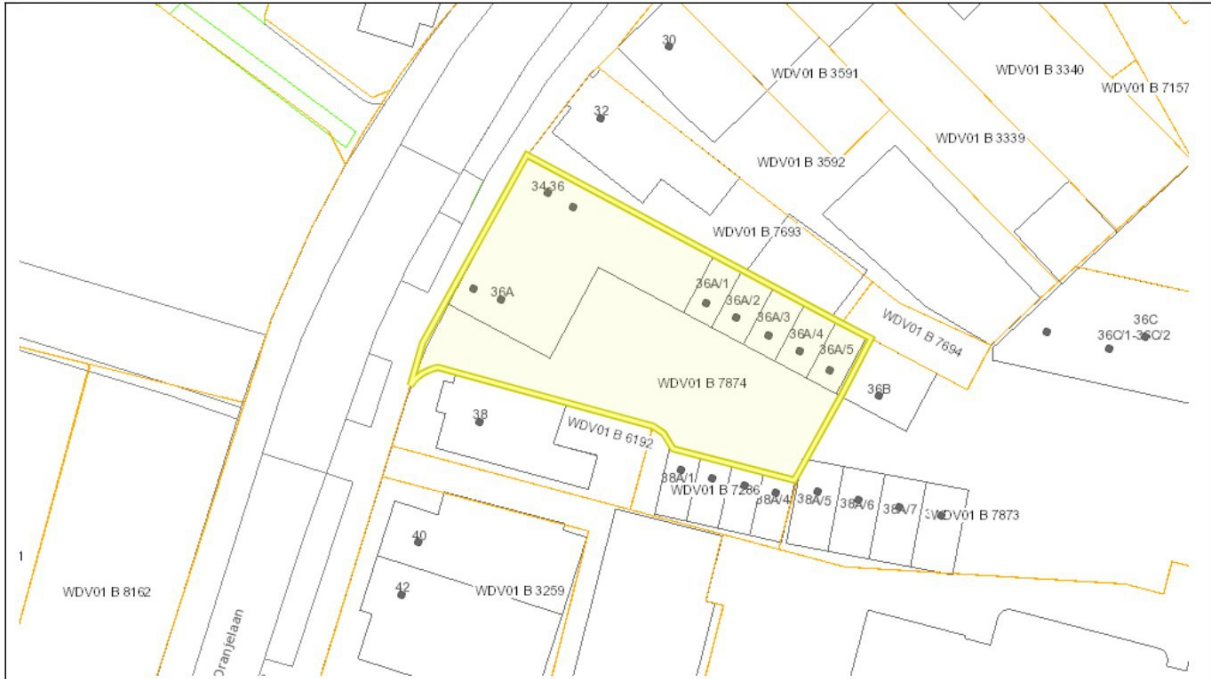 30
WDV01 B 3591
WDV01 B 3340
WDV01 B 7157
32
WDV01 B 3339
WDV01 B 3592
34 36
WDV01 B 7693
36A
36A/1
36A/2
36A/3
36A/4
36A/5
WDV01 B 7694
36C
36C/1-36C/2
WDV01 B 7874
36B
38
WDV01 B 6192
38A/1
WDV01 B 7286
38A/4
38A/5
38A/6
38A/7
WDV01 B 7873
40
42
WDV01 B 3259
1
WDV01 B 8162
Oranjelaan